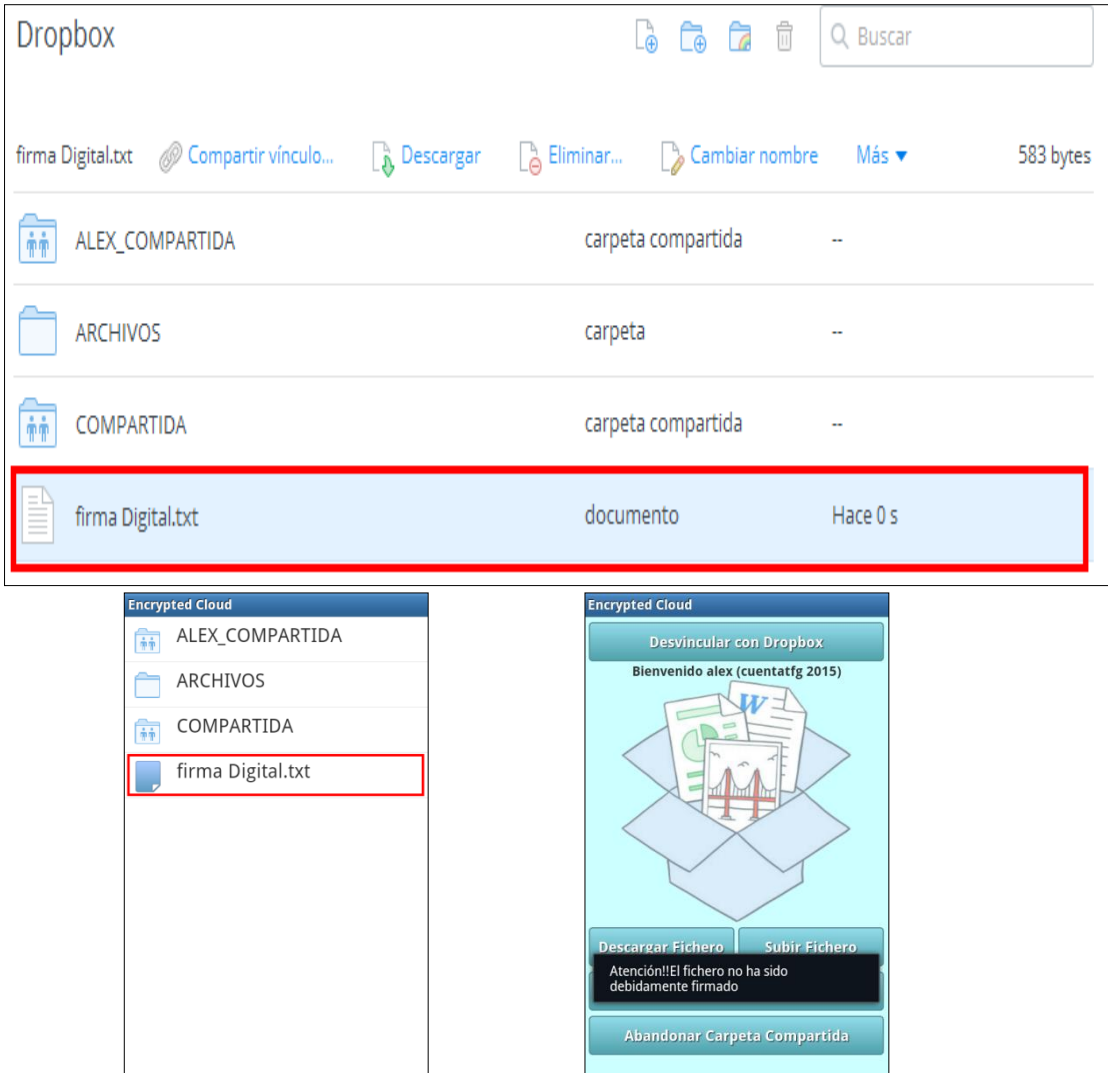 Dropbox
Buscar
firma Digital.txt Compartir vínculo... Descargar Eliminar... Cambiar nombre Más ▼ 583 bytes
ALEX_COMPARTIDA carpeta compartida --
ARCHIVOS carpeta --
COMPARTIDA carpeta compartida --
firma Digital.txt documento Hace 0 s
Encrypted Cloud
ALEX_COMPARTIDA
ARCHIVOS
COMPARTIDA
firma Digital.txt
Encrypted Cloud
Desvincular con Dropbox
Bienvenido alex (cuentatfg 2015)
W
Descargar Fichero Subir Fichero
Atención!!El fichero no ha sido
debidamente firmado
Abandonar Carpeta Compartida